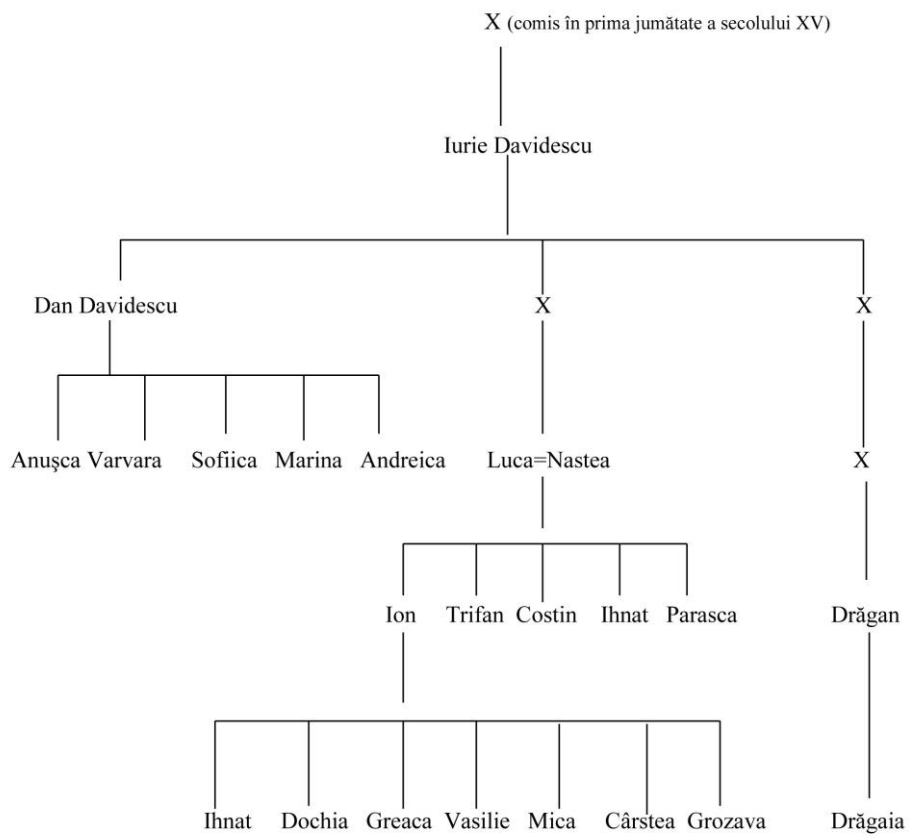 X (comis în prima jumătate a secolului XV)
Iurie Davidescu
Dan Davidescu X X
Anuşca Varvara Sofiica Marina Andreica Luca=Nastea X
Ion Trifan Costin Ihnat Parasca Drăgan
Ihnat Dochia Greaca Vasilie Mica Cârstea Grozava Drăgaia